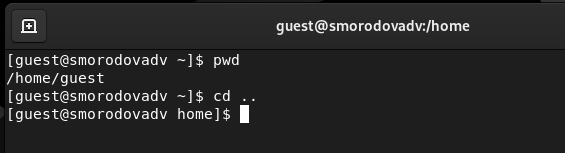 guest@smorodovadv:/home
[guest@smorodovadv ~]$ pwd
/home/guest
[guest@smorodovadv ~]$ cd ..
[guest@smorodovadv home]$